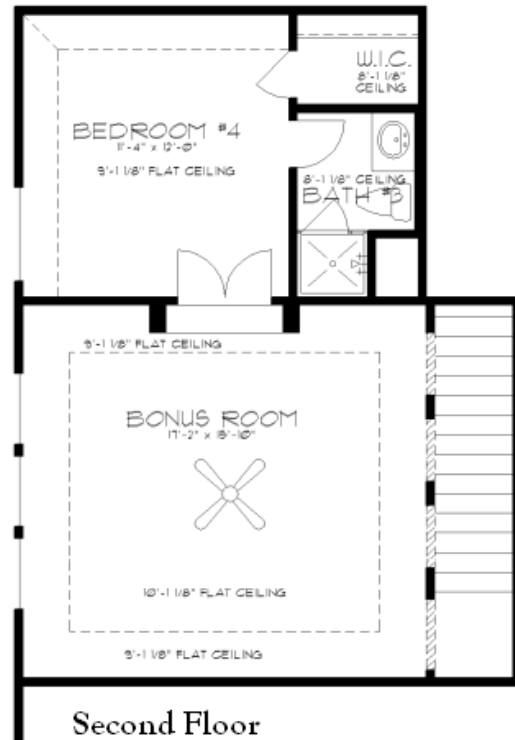 W.I.C.
8'-1 1/8"
CEILING
BEDROOM #4
11'-4" x 12'-0"
9'-1 1/8" FLAT CEILING
8'-1 1/8" CEILING
BATH #3
9'-1 1/8" FLAT CEILING
BONUS ROOM
17'-2" x 15'-10"
10'-1 1/8" FLAT CEILING
9'-1 1/8" FLAT CEILING
Second Floor